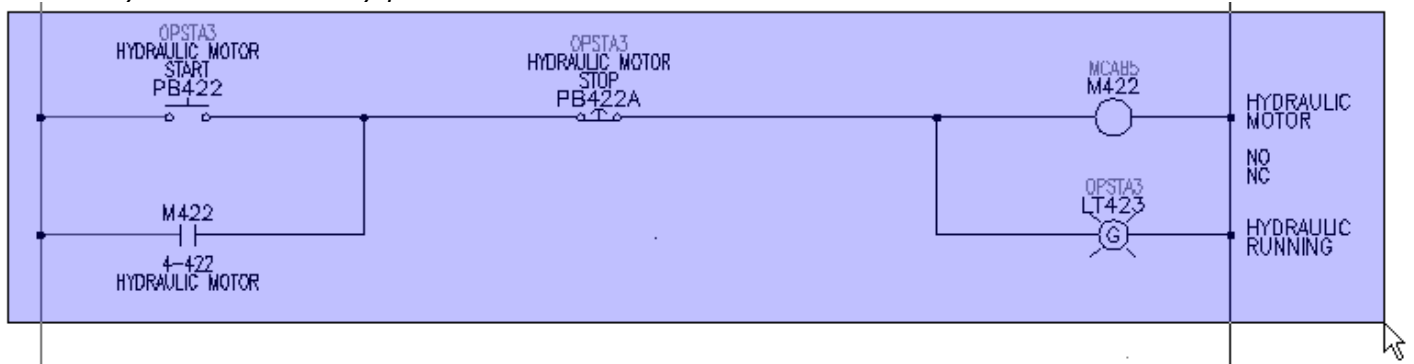 OPSTA3
HYDRAULIC MOTOR
START
PB422
OPSTA3
HYDRAULIC MOTOR
STOP
PB422A
MCAB5
M422
HYDRAULIC
MOTOR
NO
NC
M422
4-422
HYDRAULIC MOTOR
OPSTA3
LT423
G
HYDRAULIC
RUNNING